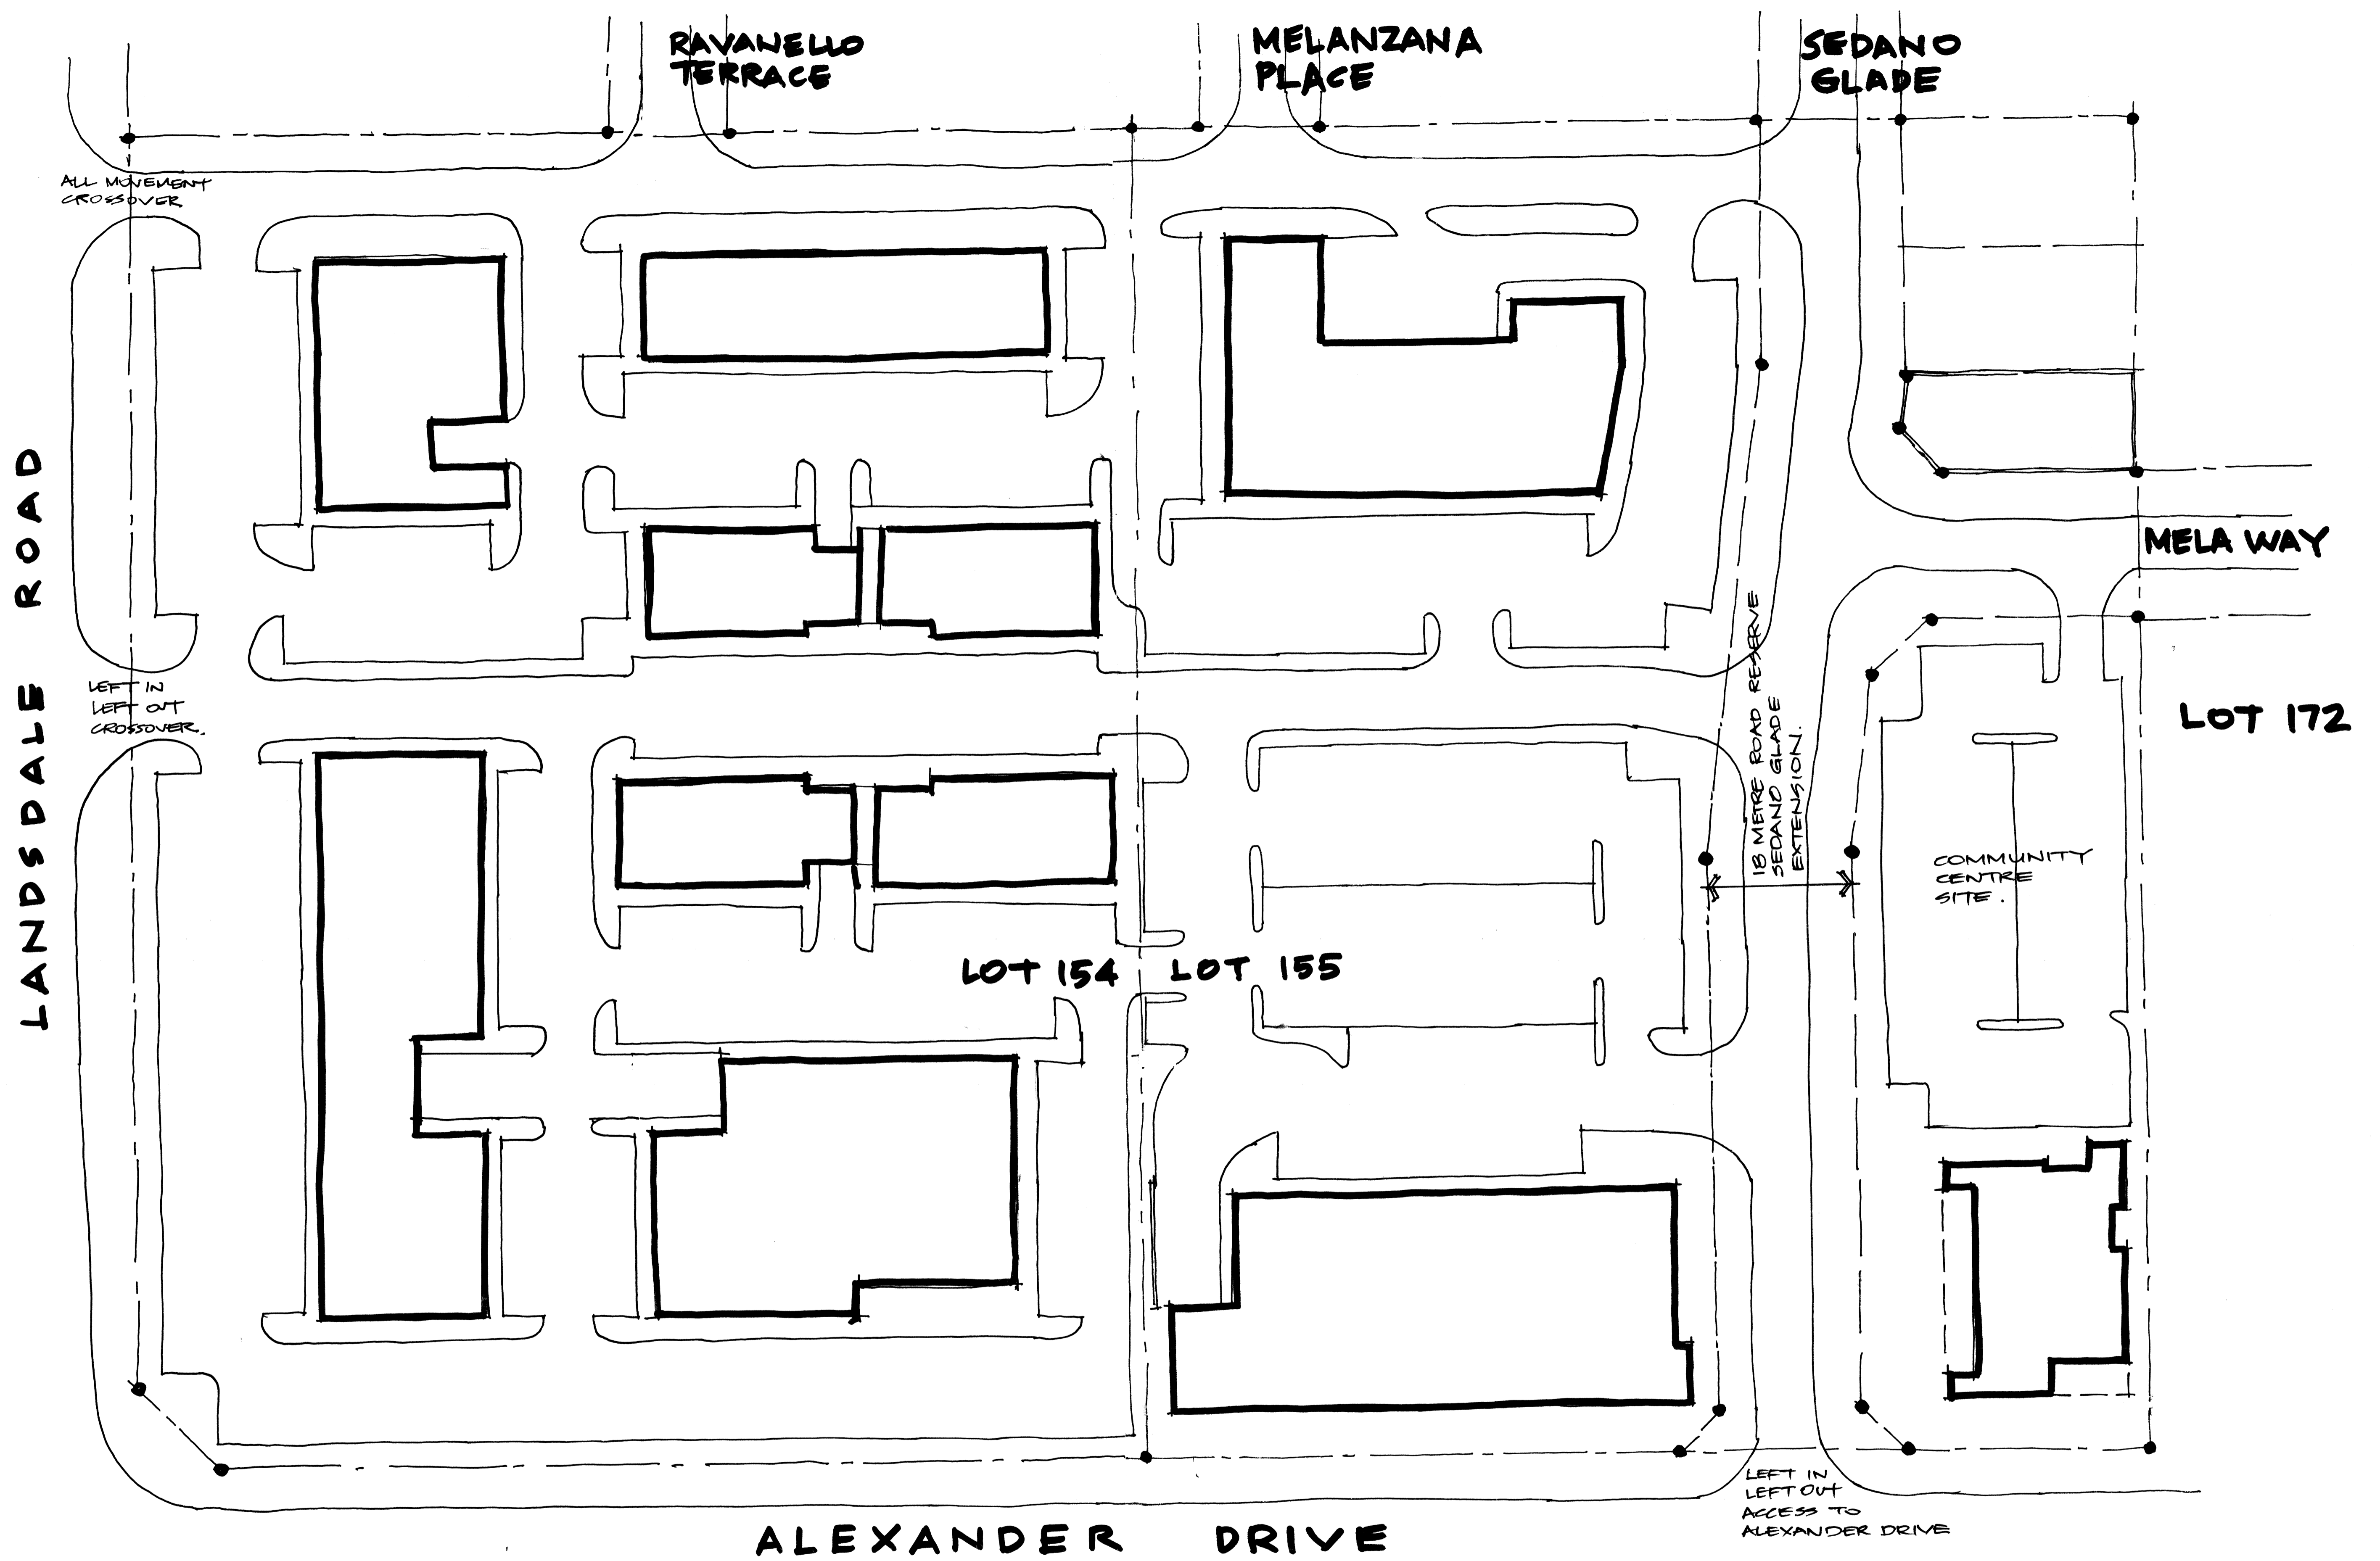 RAVANELLO
TERRACE
MELANZANA
PLACE
SEDANO
GLADE
ALL MOVEMENT
CROSSOVER.
LANDSDALE ROAD
MELA WAY
LEFT IN
LEFT OUT
CROSSOVER.
LOT 172
18 METRE ROAD RESERVE
SEDANO GLADE
EXTENSION.
COMMUNITY
CENTRE
SITE.
LOT 154
LOT 155
LEFT IN
LEFT OUT
ACCESS TO
ALEXANDER DRIVE
ALEXANDER DRIVE